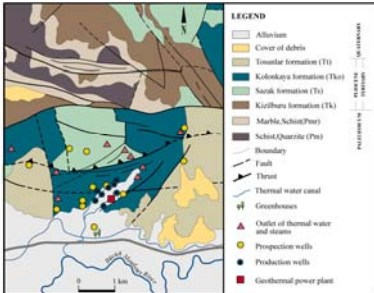 N
LEGEND
Alluvium
Cover of debris
Tosunlar formation (Tt)
Kolonkaya formation (Tko)
Sazak formation (Ts)
Kizilburu formation (Tk)
Marble,Schist(Pmr)
Schist,Quartzite (Pm)
QUATERNARY
PLIOCENE
TERTIARY
PALEOZOIC
Boundary
Fault
Thrust
Thermal water canal
Greenhouses
Outlet of thermal water
and steams
Prospection wells
Production wells
Geothermal power plant
0 1 km